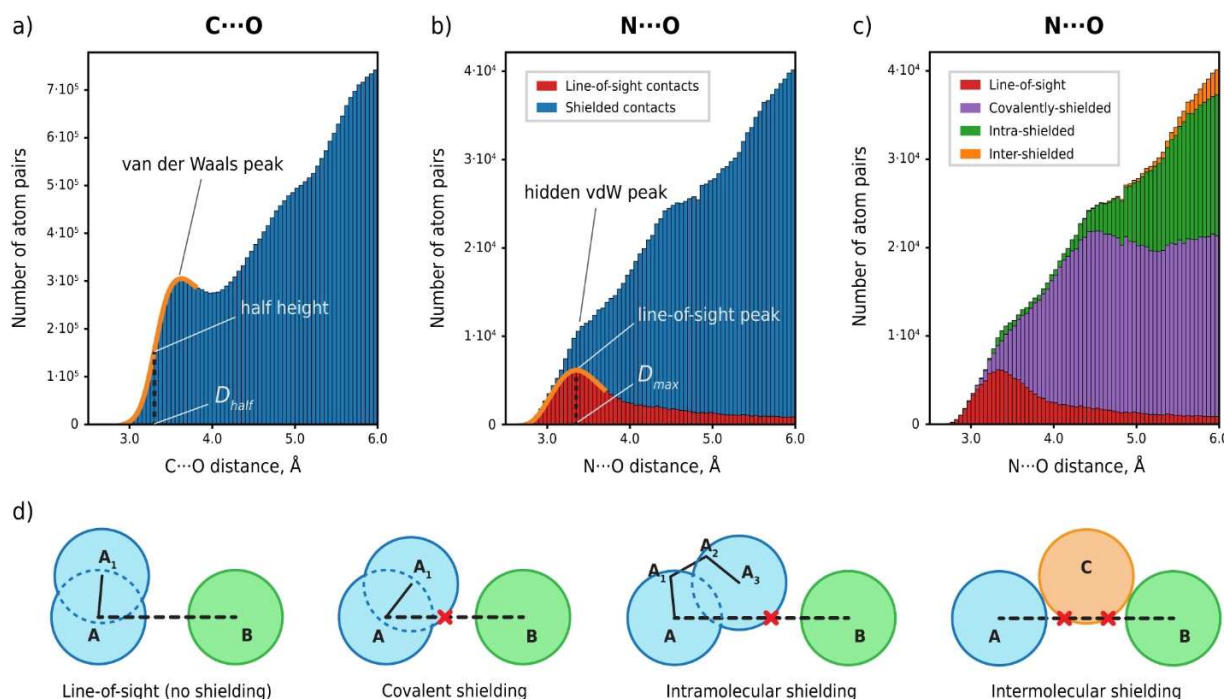 a)
C···O
Number of atom pairs
7·10⁵
6·10⁵
5·10⁵
4·10⁵
3·10⁵
2·10⁵
1·10⁵
0
van der Waals peak
half height
D_half
3.0 4.0 5.0 6.0
C···O distance, Å
b)
N···O
Number of atom pairs
4·10⁴
3·10⁴
2·10⁴
1·10⁴
0
Line-of-sight contacts
Shielded contacts
hidden vdW peak
line-of-sight peak
D_max
3.0 4.0 5.0 6.0
N···O distance, Å
c)
N···O
Number of atom pairs
4·10⁴
3·10⁴
2·10⁴
1·10⁴
0
Line-of-sight
Covalently-shielded
Intra-shielded
Inter-shielded
3.0 4.0 5.0 6.0
N···O distance, Å
d)
A₁
A
B
Line-of-sight (no shielding)
A₁
A
B
Covalent shielding
A₂
A₁
A₃
A
B
Intramolecular shielding
C
A
B
Intermolecular shielding